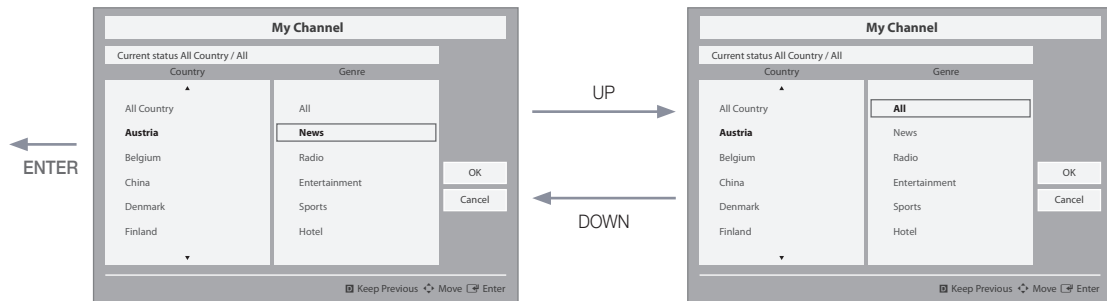 My Channel
Current status All Country / All
Country Genre
All Country All
Austria News
Belgium Radio
China Entertainment
Denmark Sports
Finland Hotel
OK
Cancel
D Keep Previous Move Enter
ENTER
UP
DOWN
My Channel
Current status All Country / All
Country Genre
All Country All
Austria News
Belgium Radio
China Entertainment
Denmark Sports
Finland Hotel
OK
Cancel
D Keep Previous Move Enter